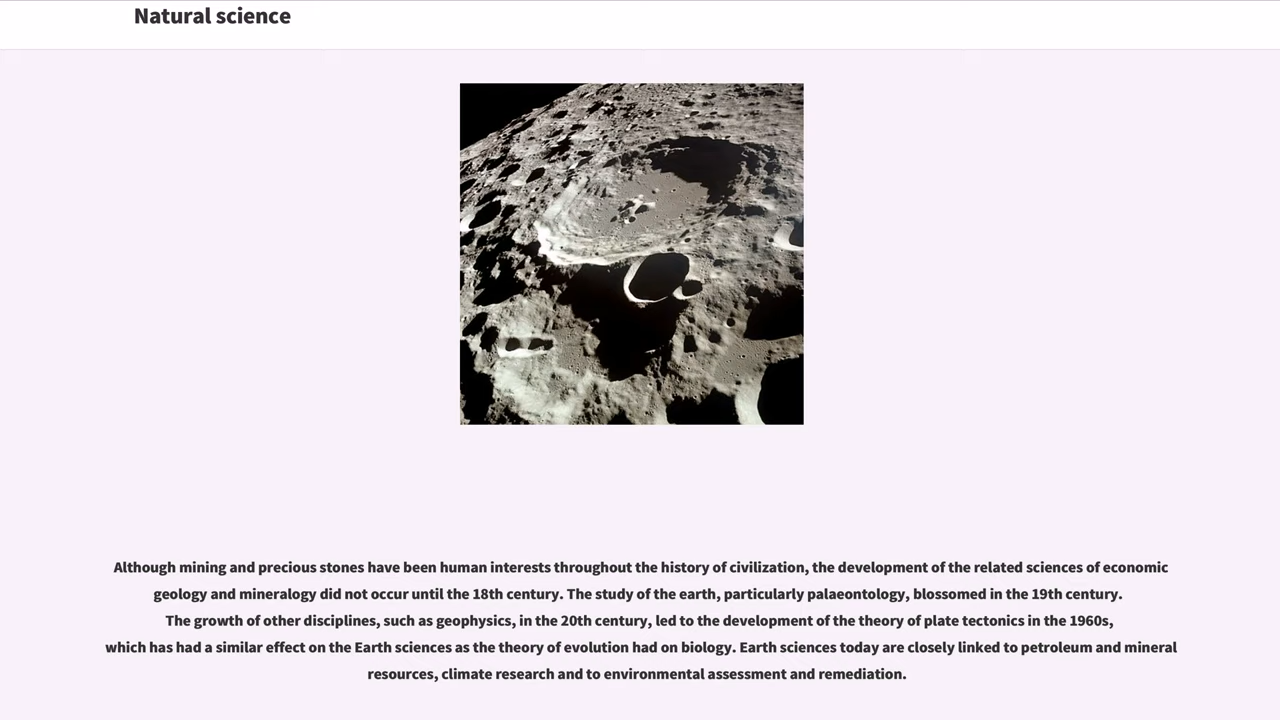 Natural science
Although mining and precious stones have been human interests throughout the history of civilization, the development of the related sciences of economic
geology and mineralogy did not occur until the 18th century. The study of the earth, particularly palaeontology, blossomed in the 19th century.
The growth of other disciplines, such as geophysics, in the 20th century, led to the development of the theory of plate tectonics in the 1960s,
which has had a similar effect on the Earth sciences as the theory of evolution had on biology. Earth sciences today are closely linked to petroleum and mineral
resources, climate research and to environmental assessment and remediation.